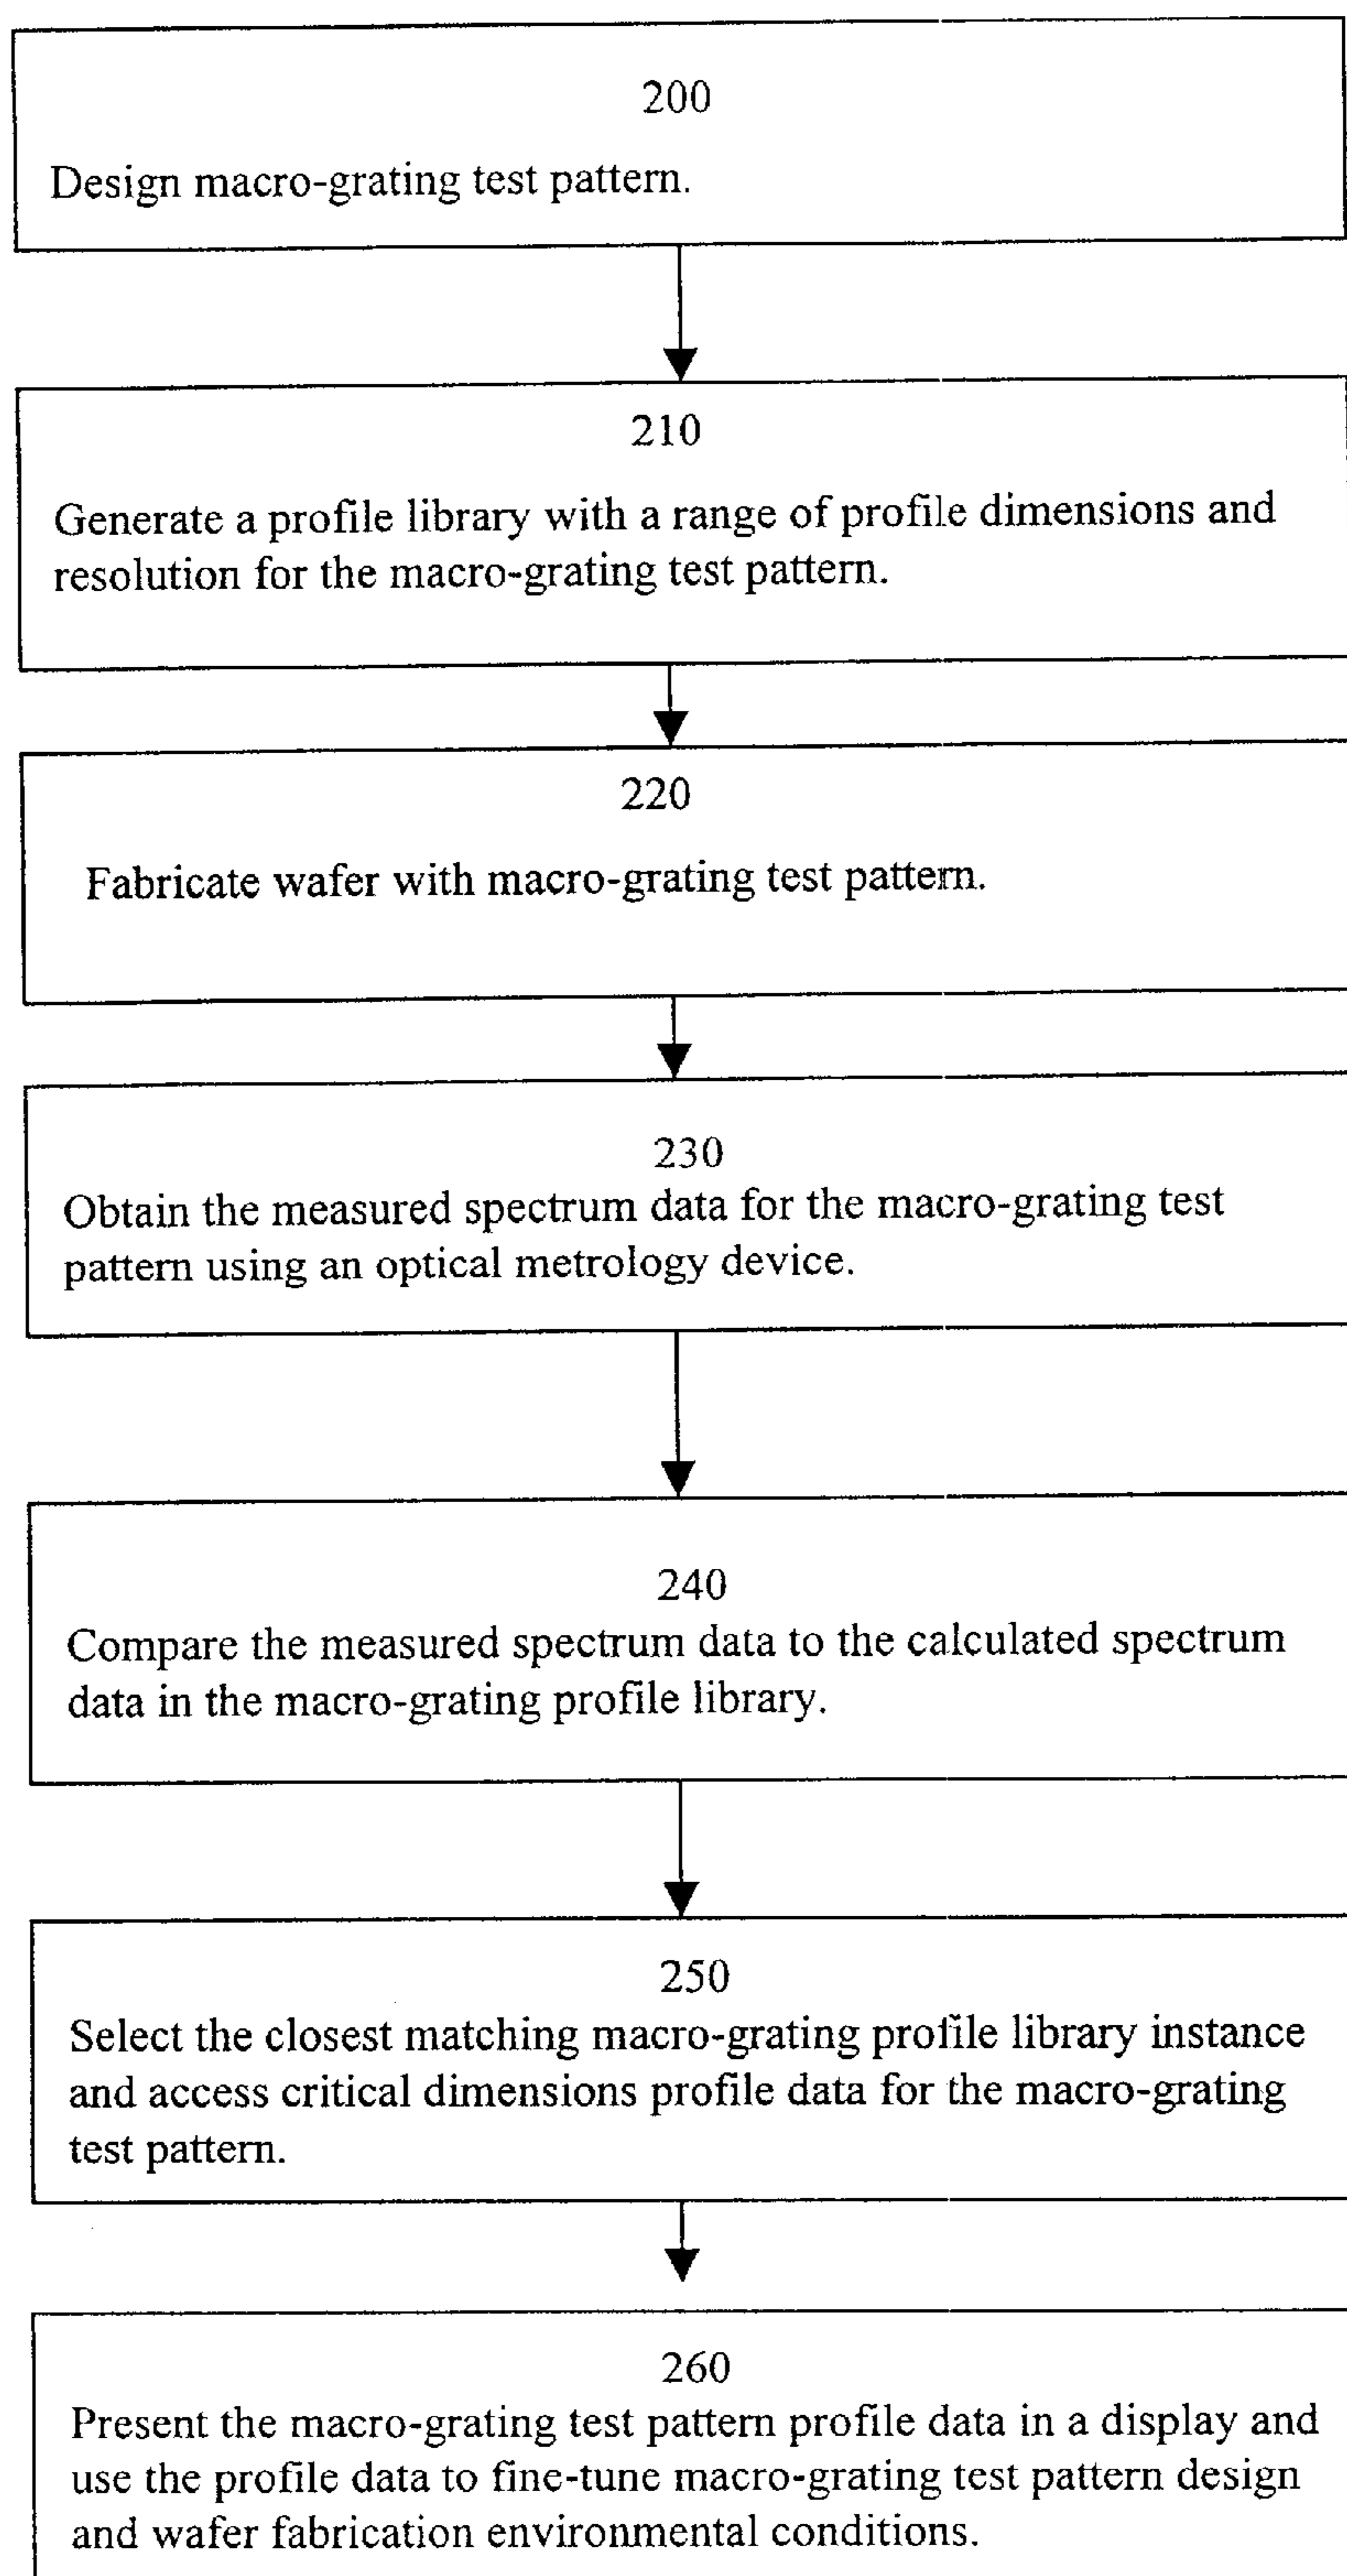 200
Design macro-grating test pattern.
210
Generate a profile library with a range of profile dimensions and
resolution for the macro-grating test pattern.
220
Fabricate wafer with macro-grating test pattern.
230
Obtain the measured spectrum data for the macro-grating test
pattern using an optical metrology device.
240
Compare the measured spectrum data to the calculated spectrum
data in the macro-grating profile library.
250
Select the closest matching macro-grating profile library instance
and access critical dimensions profile data for the macro-grating
test pattern.
260
Present the macro-grating test pattern profile data in a display and
use the profile data to fine-tune macro-grating test pattern design
and wafer fabrication environmental conditions.